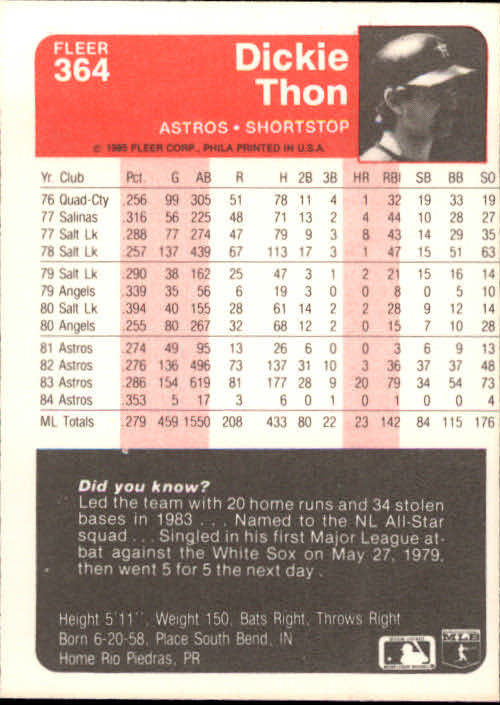 FLEER
364
Dickie
Thon
ASTROS • SHORTSTOP
© 1985 FLEER CORP., PHILA PRINTED IN U.S.A.
Yr. Club Pct. G AB R H 2B 3B HR RBI SB BB SO
76 Quad-Cty .256 99 305 51 78 11 4 1 32 19 33 19
77 Salinas .316 56 225 48 71 13 2 4 44 10 28 27
77 Salt Lk .288 77 274 47 79 9 3 8 43 14 29 35
78 Salt Lk .257 137 439 67 113 17 3 1 47 15 51 63
79 Salt Lk .290 38 162 25 47 3 1 2 21 15 16 14
79 Angels .339 35 56 6 19 3 0 0 8 0 5 10
80 Salt Lk .394 40 155 28 61 14 2 2 28 9 12 14
80 Angels .255 80 267 32 68 12 2 0 15 7 10 28
81 Astros .274 49 95 13 26 6 0 0 3 6 9 13
82 Astros .276 136 496 73 137 31 10 3 36 37 37 48
83 Astros .286 154 619 81 177 28 9 20 79 34 54 73
84 Astros .353 5 17 3 6 0 1 0 1 0 0 4
ML Totals .279 459 1550 208 433 80 22 23 142 84 115 176
Did you know?
Led the team with 20 home runs and 34 stolen
bases in 1983 . . . Named to the NL All-Star
squad . . . Singled in his first Major League at-
bat against the White Sox on May 27, 1979,
then went 5 for 5 the next day .
Height 5'11", Weight 150, Bats Right, Throws Right
Born 6-20-58, Place South Bend, IN
Home Rio Piedras, PR